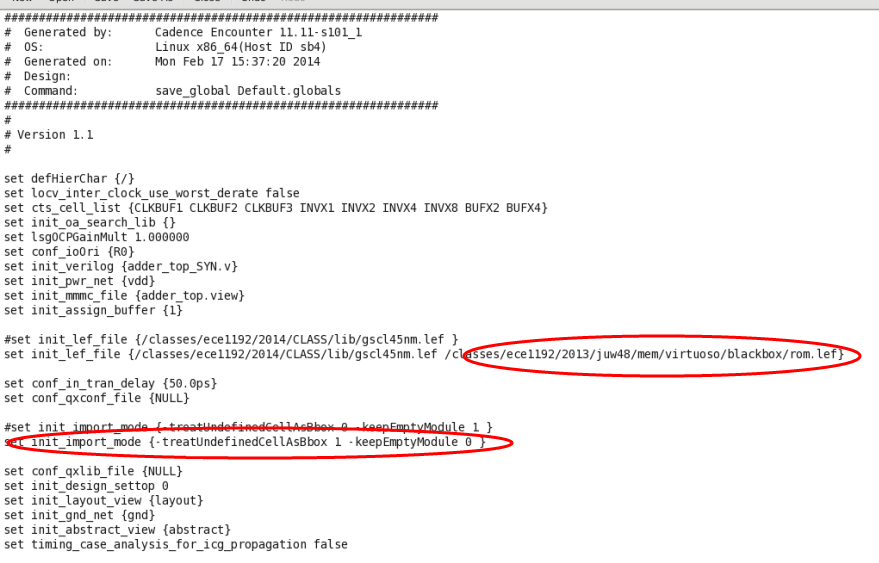 ################################################################
#  Generated by:      Cadence Encounter 11.11-s101_1
#  OS:                Linux x86_64(Host ID sb4)
#  Generated on:      Mon Feb 17 15:37:20 2014
#  Design:
#  Command:           save_global Default.globals
################################################################
#
# Version 1.1
#
set defHierChar {/}
set locv_inter_clock_use_worst_derate false
set cts_cell_list {CLKBUF1 CLKBUF2 CLKBUF3 INVX1 INVX2 INVX4 INVX8 BUFX2 BUFX4}
set init_oa_search_lib {}
set lsgOCPGainMult 1.000000
set conf_ioOri {R0}
set init_verilog {adder_top_SYN.v}
set init_pwr_net {vdd}
set init_mmmc_file {adder_top.view}
set init_assign_buffer {1}
#set init_lef_file {/classes/ece1192/2014/CLASS/lib/gscl45nm.lef }
set init_lef_file {/classes/ece1192/2014/CLASS/lib/gscl45nm.lef /classes/ece1192/2013/juw48/mem/virtuoso/blackbox/rom.lef}
set conf_in_tran_delay {50.0ps}
set conf_qxconf_file {NULL}
#set init_import_mode {-treatUndefinedCellAsBbox 0 -keepEmptyModule 1 }
set init_import_mode {-treatUndefinedCellAsBbox 1 -keepEmptyModule 0 }
set conf_qxlib_file {NULL}
set init_design_settop 0
set init_layout_view {layout}
set init_gnd_net {gnd}
set init_abstract_view {abstract}
set timing_case_analysis_for_icg_propagation false